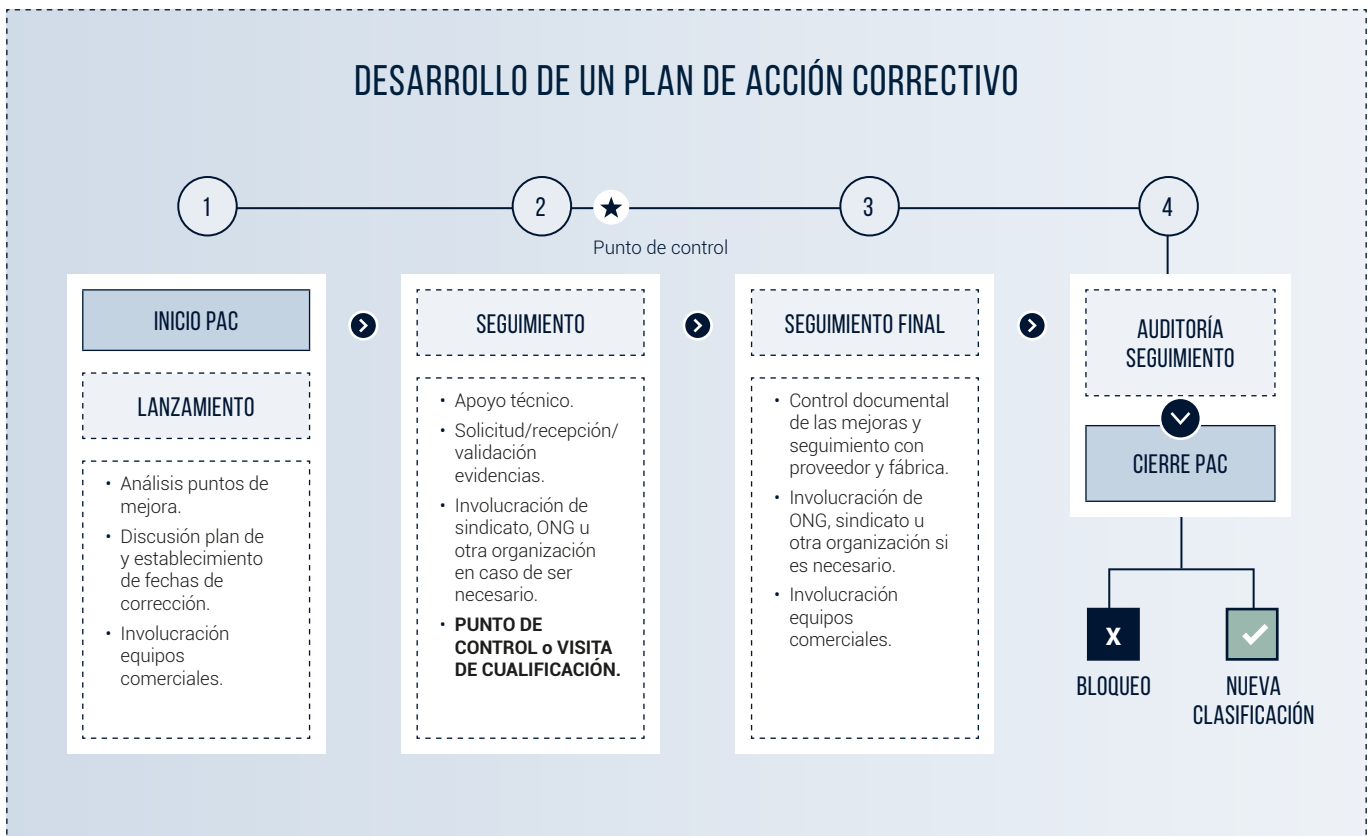 DESARROLLO DE UN PLAN DE ACCIÓN CORRECTIVO
1
2
3
4
Punto de control
INICIO PAC
LANZAMIENTO
• Análisis puntos de
mejora.
• Discusión plan de
y establecimiento
de fechas de
corrección.
• Involucración
equipos
comerciales.
SEGUIMIENTO
• Apoyo técnico.
• Solicitud/recepción/
validación
evidencias.
• Involucración de
sindicato, ONG u
otra organización
en caso de ser
necesario.
• PUNTO DE
CONTROL o VISITA
DE CUALIFICACIÓN.
SEGUIMIENTO FINAL
• Control documental
de las mejoras y
seguimiento con
proveedor y fábrica.
• Involucración de
ONG, sindicato u
otra organización si
es necesario.
• Involucración
equipos
comerciales.
AUDITORÍA
SEGUIMIENTO
CIERRE PAC
X
BLOQUEO
NUEVA
CLASIFICACIÓN